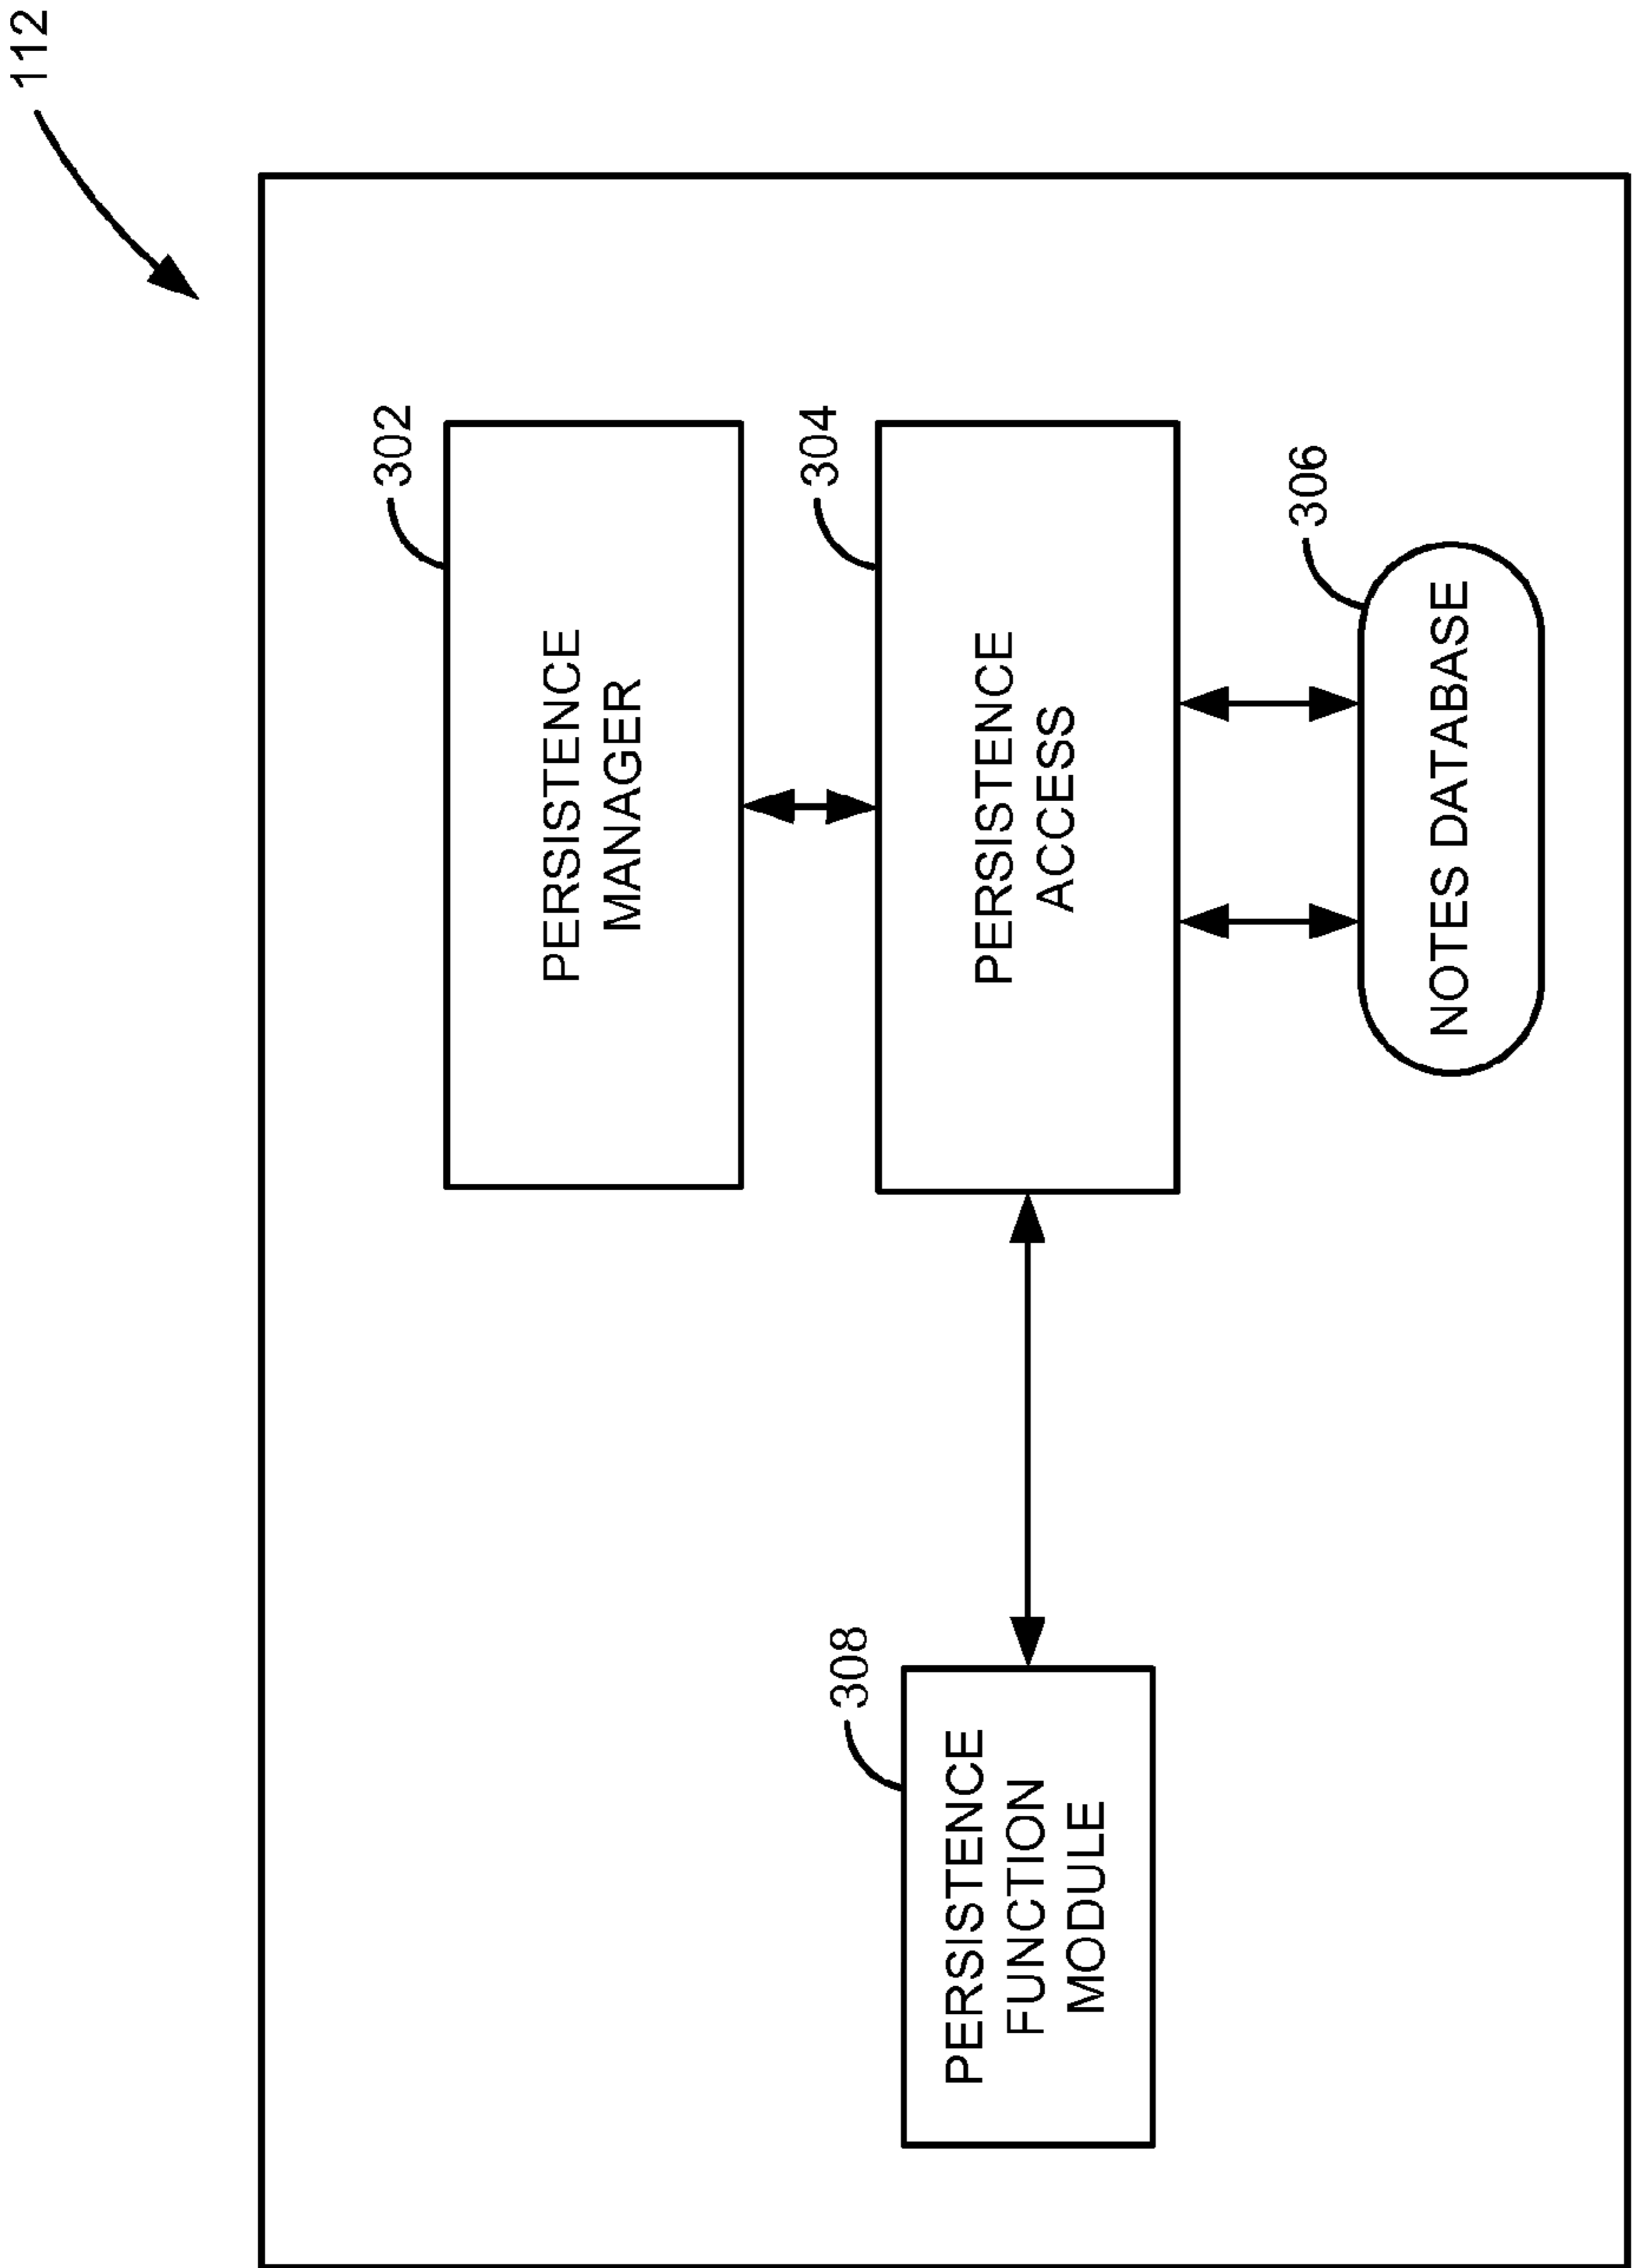 112
302
PERSISTENCE
MANAGER
304
PERSISTENCE
ACCESS
306
NOTES DATABASE
308
PERSISTENCE
FUNCTION
MODULE